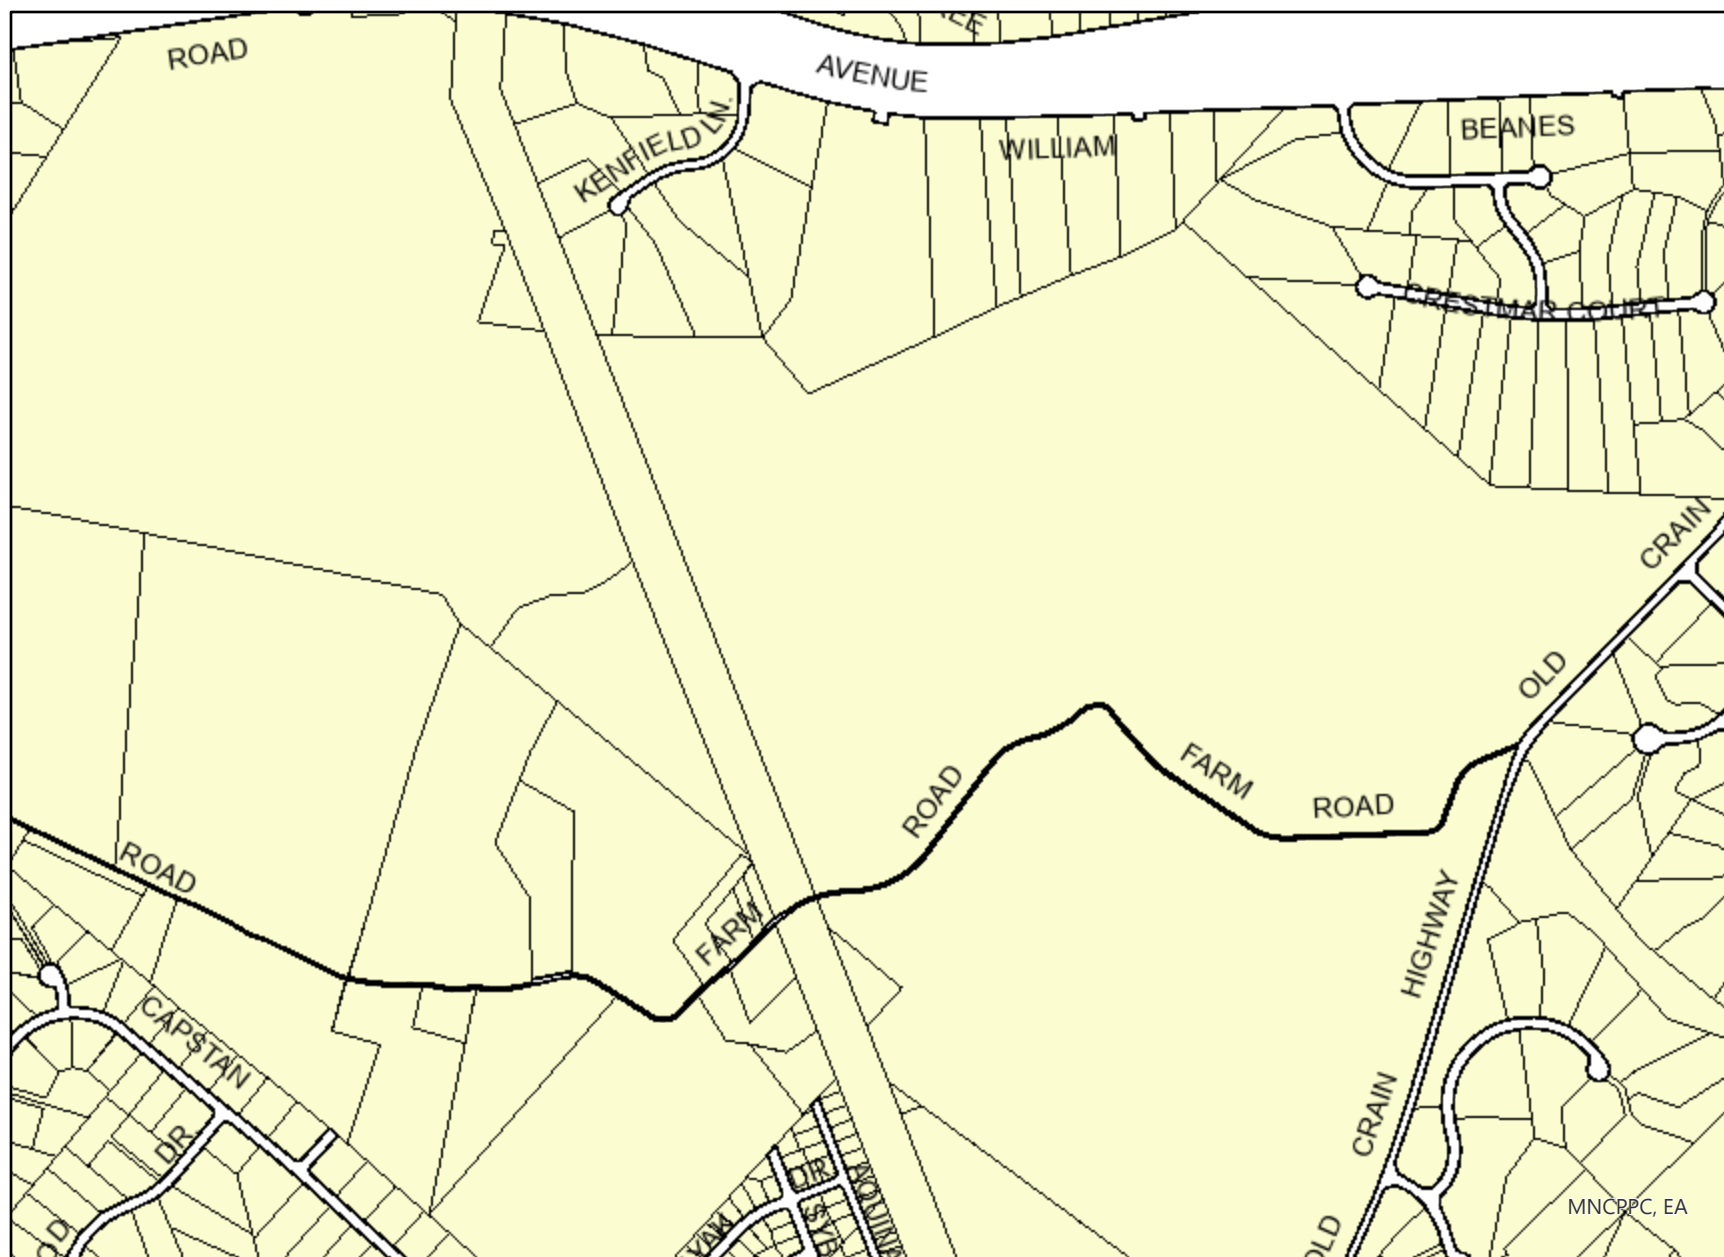 ROAD
AVENUE
KENFIELD LN.
WILLIAM
BEANES
CRESTMAR COURT
CRAIN
OLD
FARM
ROAD
ROAD
ROAD
FARM
HIGHWAY
CAPSTAN
DR
CRAIN
DR
OLD
MNCPPC, EA